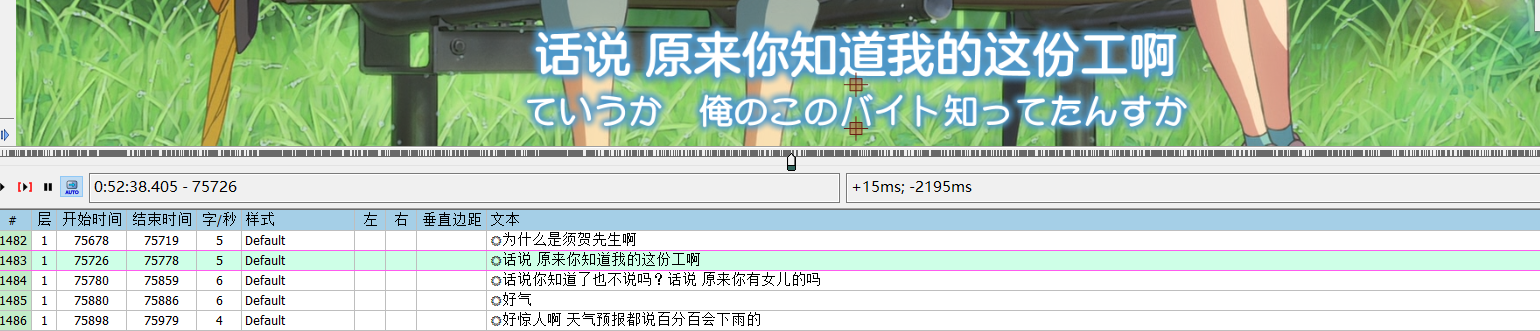 话说 原来你知道我的这份工啊
ていうか　俺のこのバイト知ってたんすか
AUTO 0:52:38.405 - 75726 +15ms; -2195ms
# 层 开始时间 结束时间 字/秒 样式 左 右 垂直边距 文本
1482 1 75678 75719 5 Default 为什么是须贺先生啊
1483 1 75726 75778 5 Default 话说 原来你知道我的这份工啊
1484 1 75780 75859 6 Default 话说你知道了也不说吗？话说 原来你有女儿的吗
1485 1 75880 75886 6 Default 好气
1486 1 75898 75979 4 Default 好惊人啊 天气预报都说百分百会下雨的